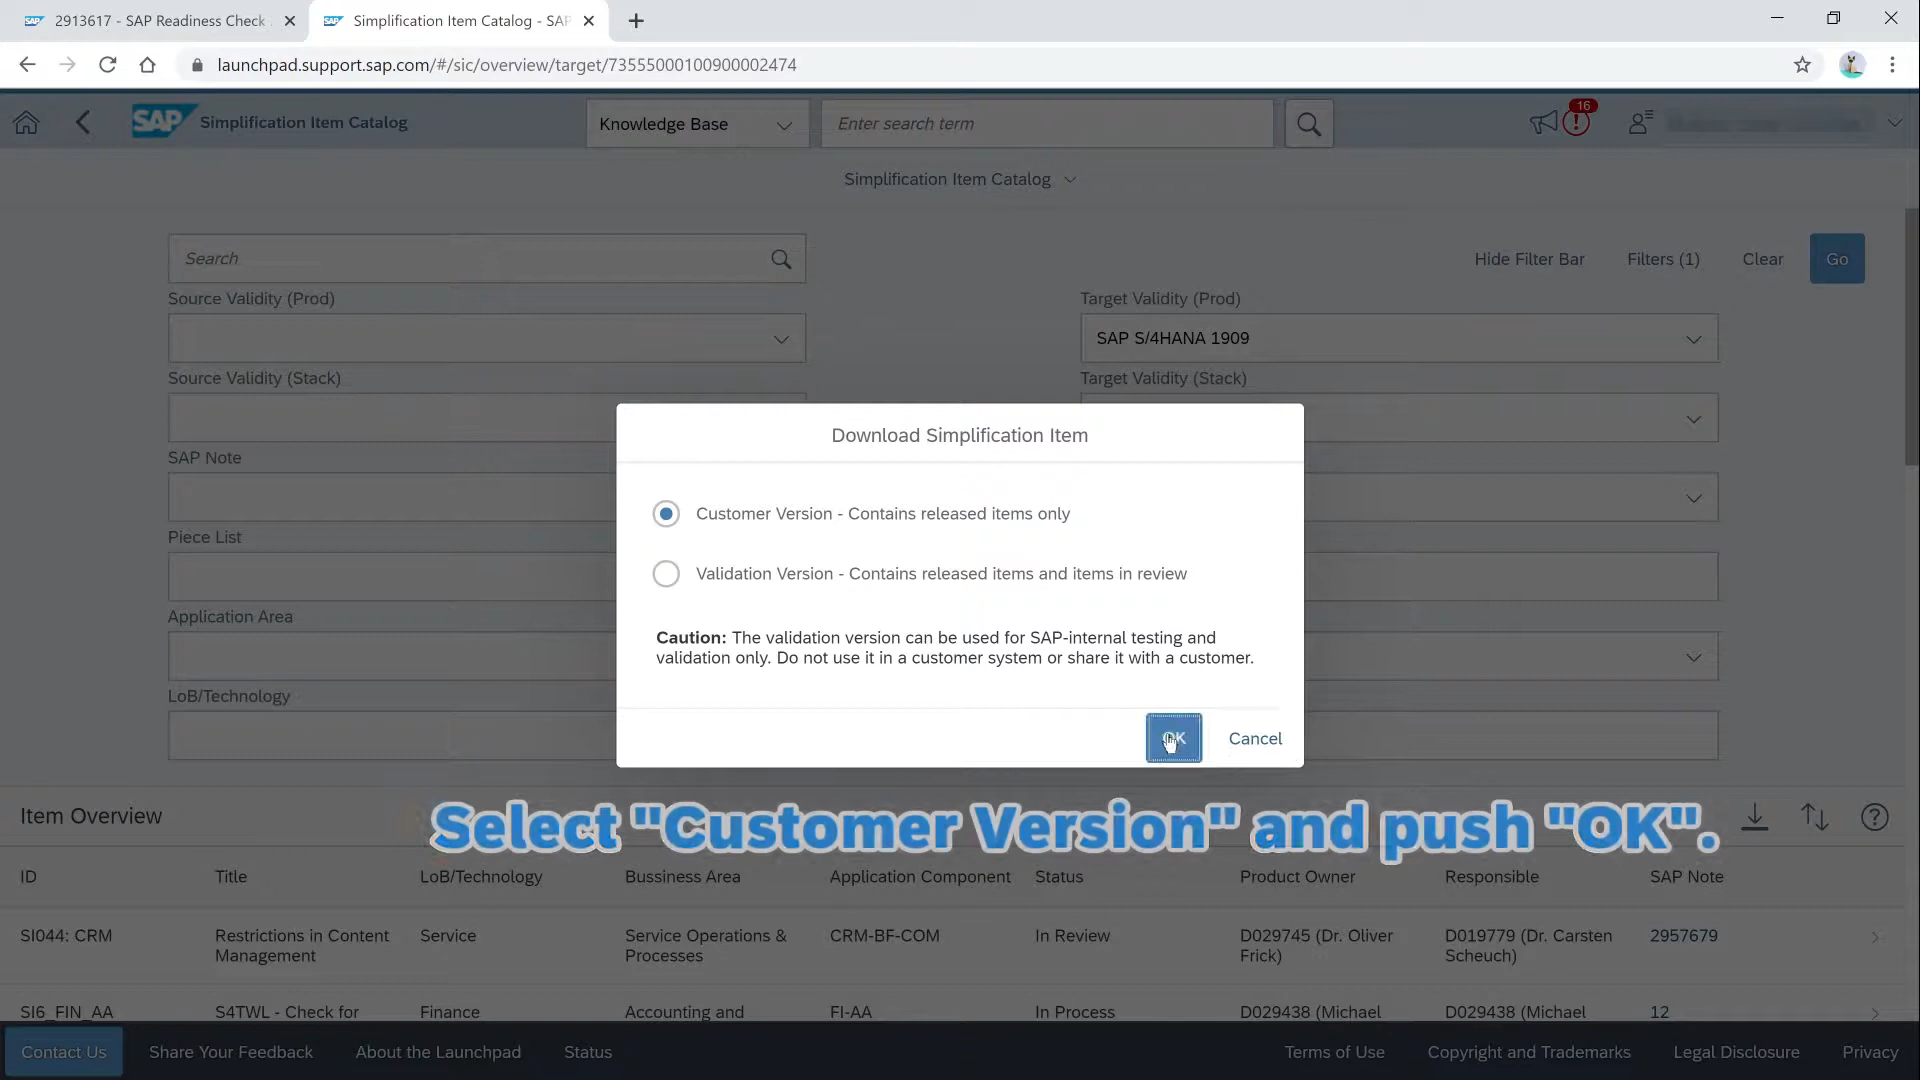 2913617 - SAP Readiness Check
Simplification Item Catalog - SAP
launchpad.support.sap.com/#/sic/overview/target/73555000100900002474
SAP Simplification Item Catalog
Knowledge Base
Enter search term
16
Simplification Item Catalog
Search
Hide Filter Bar
Filters (1)
Clear
Go
Source Validity (Prod)
Target Validity (Prod)
SAP S/4HANA 1909
Source Validity (Stack)
Target Validity (Stack)
SAP Note
Piece List
Application Area
LoB/Technology
Download Simplification Item
Customer Version - Contains released items only
Validation Version - Contains released items and items in review
Caution: The validation version can be used for SAP-internal testing and
validation only. Do not use it in a customer system or share it with a customer.
OK
Cancel
Item Overview
Select "Customer Version" and push "OK".
ID Title LoB/Technology Bussiness Area Application Component Status Product Owner Responsible SAP Note
SI044: CRM Restrictions in Content Service Service Operations & CRM-BF-COM In Review D029745 (Dr. Oliver D019779 (Dr. Carsten 2957679
Management Processes Frick) Scheuch)
SI6_FIN_AA S4TWL - Check for Finance Accounting and FI-AA In Process D029438 (Michael D029438 (Michael 12
Contact Us Share Your Feedback About the Launchpad Status Terms of Use Copyright and Trademarks Legal Disclosure Privacy